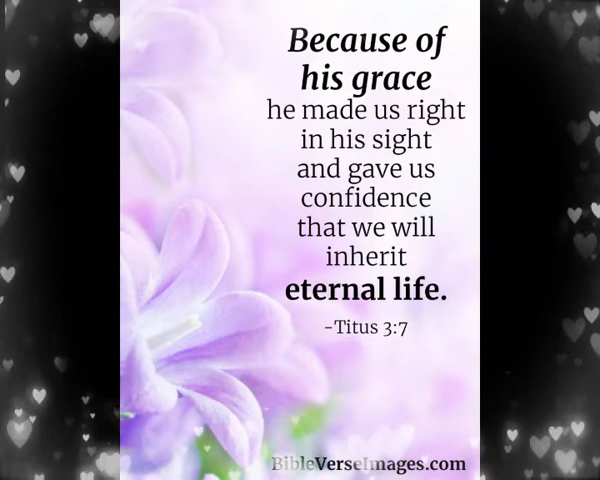 Because of
his grace
he made us right
in his sight
and gave us
confidence
that we will
inherit
eternal life.
-Titus 3:7
BibleVerseImages.com